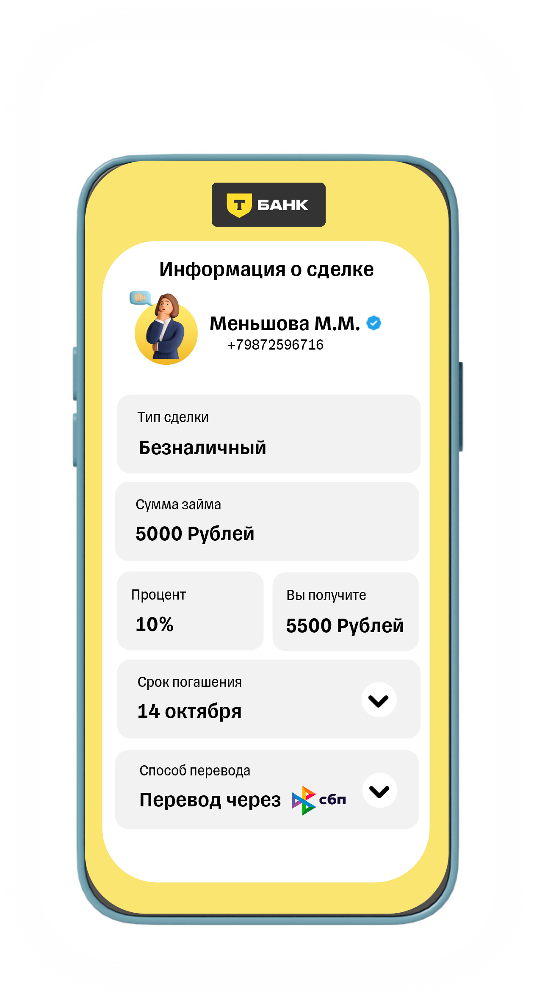 Т БАНК
Информация о сделке
Меньшова М.М.
+79872596716
Тип сделки
Безналичный
Сумма займа
5000 Рублей
Процент
10%
Вы получите
5500 Рублей
Срок погашения
14 октября
Способ перевода
Перевод через сбп